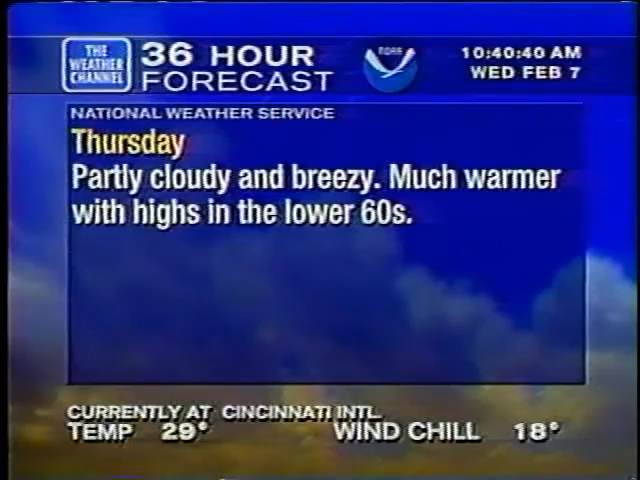 THE
WEATHER
CHANNEL
36 HOUR
FORECAST
NOAA
10:40:40 AM
WED FEB 7
NATIONAL WEATHER SERVICE
Thursday
Partly cloudy and breezy. Much warmer
with highs in the lower 60s.
CURRENTLY AT CINCINNATI INTL.
TEMP 29° WIND CHILL 18°